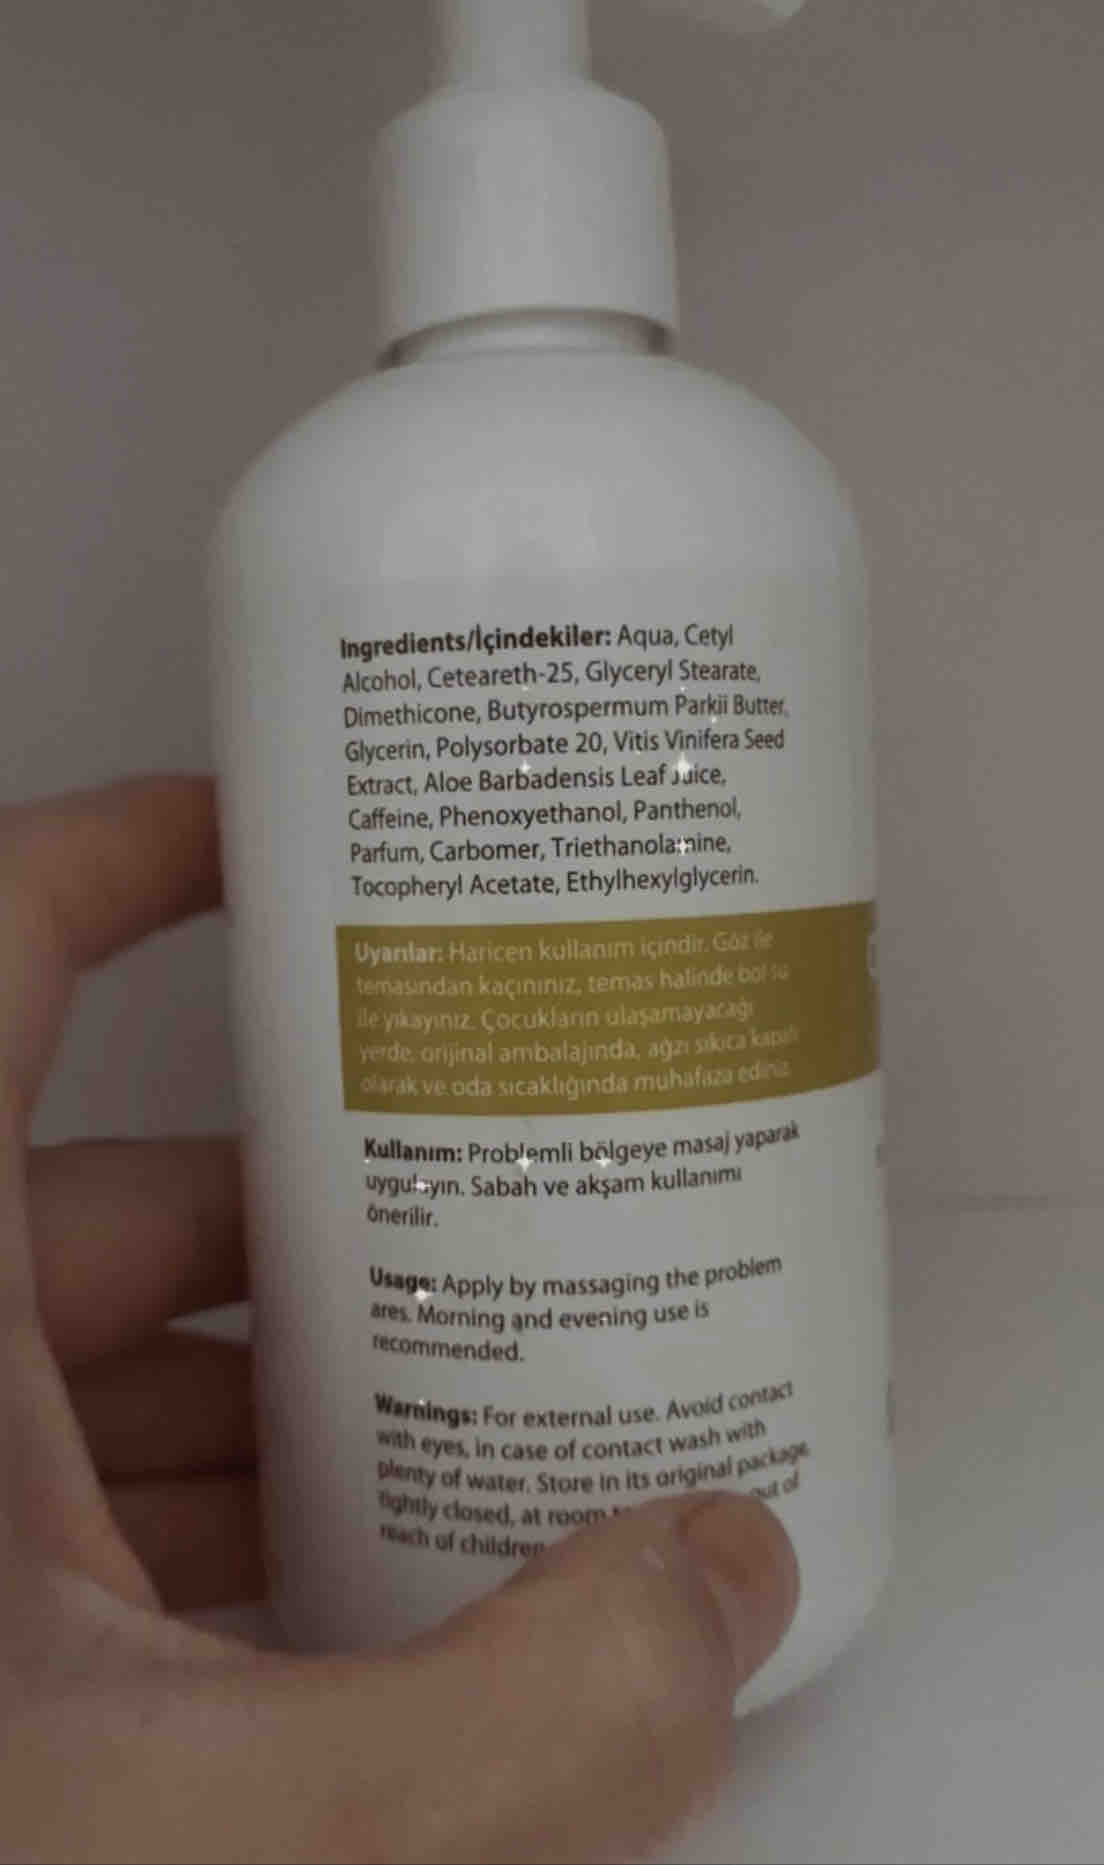 Ingredients/İçindekiler: Aqua, Cetyl
Alcohol, Ceteareth-25, Glyceryl Stearate,
Dimethicone, Butyrospermum Parkii Butter,
Glycerin, Polysorbate 20, Vitis Vinifera Seed
Extract, Aloe Barbadensis Leaf Juice,
Caffeine, Phenoxyethanol, Panthenol,
Parfum, Carbomer, Triethanolamine,
Tocopheryl Acetate, Ethylhexylglycerin.
Uyarılar: Haricen kullanım içindir. Göz ile
temasından kaçınınız, temas halinde bol su
ile yıkayınız. Çocukların ulaşamayacağı
yerde, orijinal ambalajında, ağzı sıkıca kapalı
olarak ve oda sıcaklığında muhafaza ediniz.
Kullanım: Problemli bölgeye masaj yaparak
uygulayın. Sabah ve akşam kullanımı
önerilir.
Usage: Apply by massaging the problem
ares. Morning and evening use is
recommended.
Warnings: For external use. Avoid contact
with eyes, in case of contact wash with
plenty of water. Store in its original package
tightly closed, at room out of
reach of children